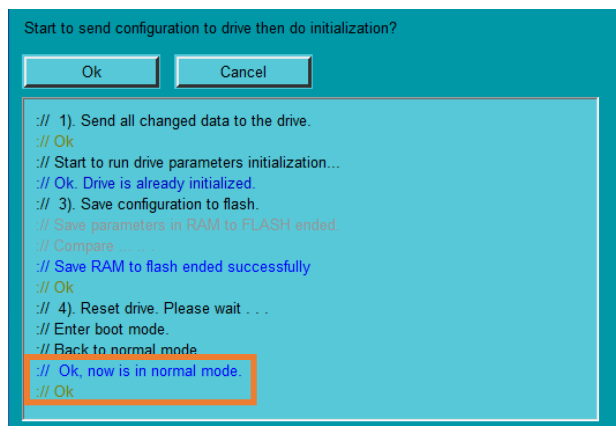 Start to send configuration to drive then do initialization?
Ok
Cancel
:// 1). Send all changed data to the drive.
:// Ok
:// Start to run drive parameters initialization...
:// Ok. Drive is already initialized.
:// 3). Save configuration to flash.
:// Save parameters in RAM to FLASH ended.
:// Compare ... .. .
:// Save RAM to flash ended successfully
:// Ok
:// 4). Reset drive. Please wait . . .
:// Enter boot mode.
:// Back to normal mode
:// Ok, now is in normal mode.
:// Ok